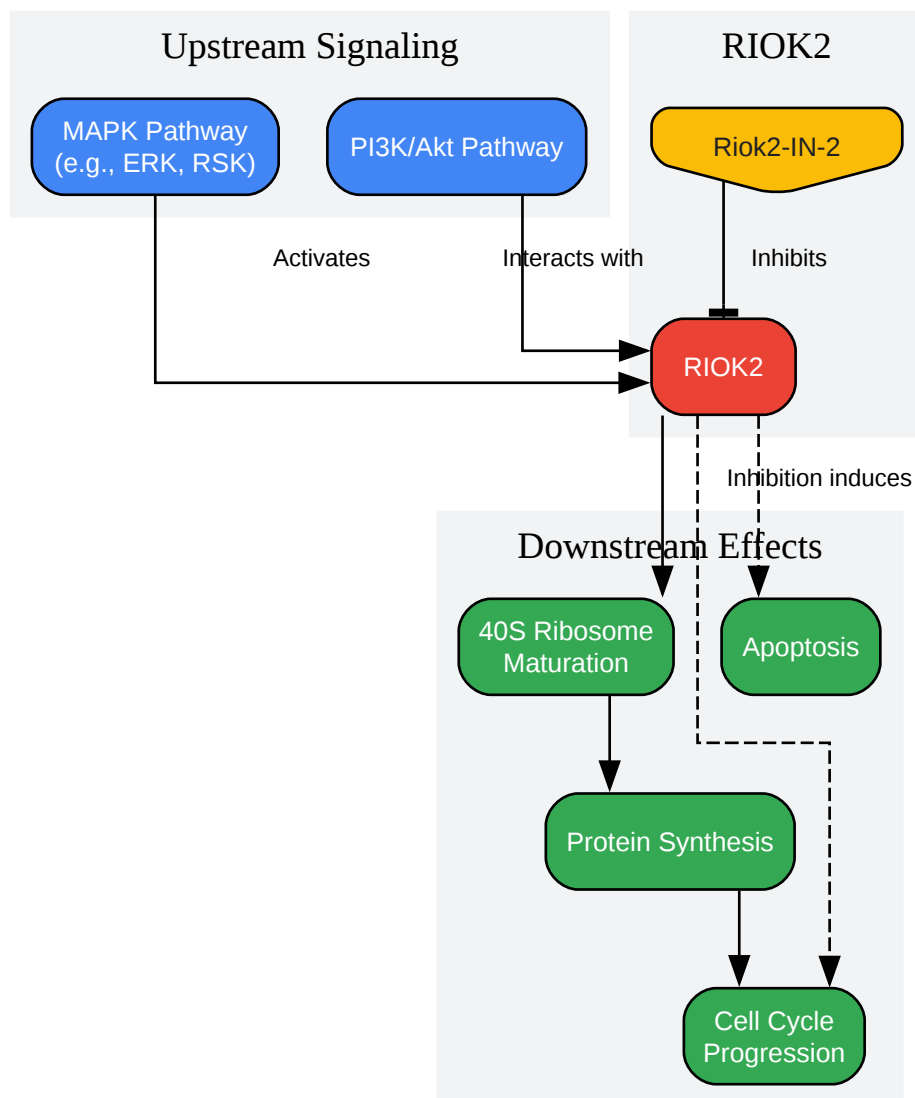 Upstream Signaling
RIOK2
MAPK Pathway
(e.g., ERK, RSK)
PI3K/Akt Pathway
Riok2-IN-2
Activates
Interacts with
Inhibits
RIOK2
Inhibition induces
Downstream Effects
40S Ribosome
Maturation
Apoptosis
Protein Synthesis
Cell Cycle
Progression